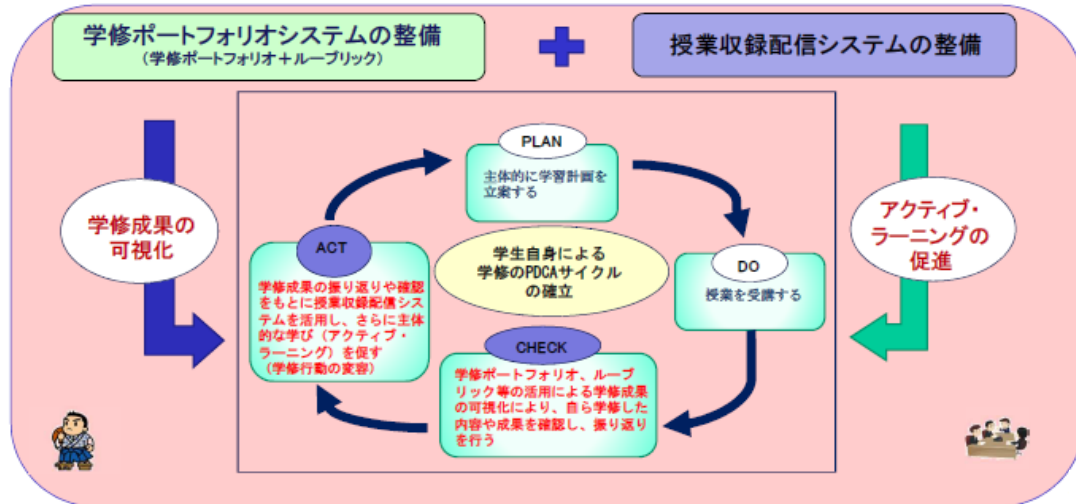 学修ポートフォリオシステムの整備
(学修ポートフォリオ+ルーブリック)
授業収録配信システムの整備
PLAN
主体的に学習計画を
立案する
学修成果の
可視化
アクティブ・
ラーニングの
促進
ACT
学修成果の振り返りや確認
をもとに授業収録配信シス
テムを活用し、さらに主体
的な学び(アクティブ・
ラーニング)を促す
(学修行動の変容)
学生自身による
学修のPDCAサイクル
の確立
DO
授業を受講する
CHECK
学修ポートフォリオ、ルーブ
リック等の活用による学修成果
の可視化により、自ら学修した
内容や成果を確認し、振り返り
を行う